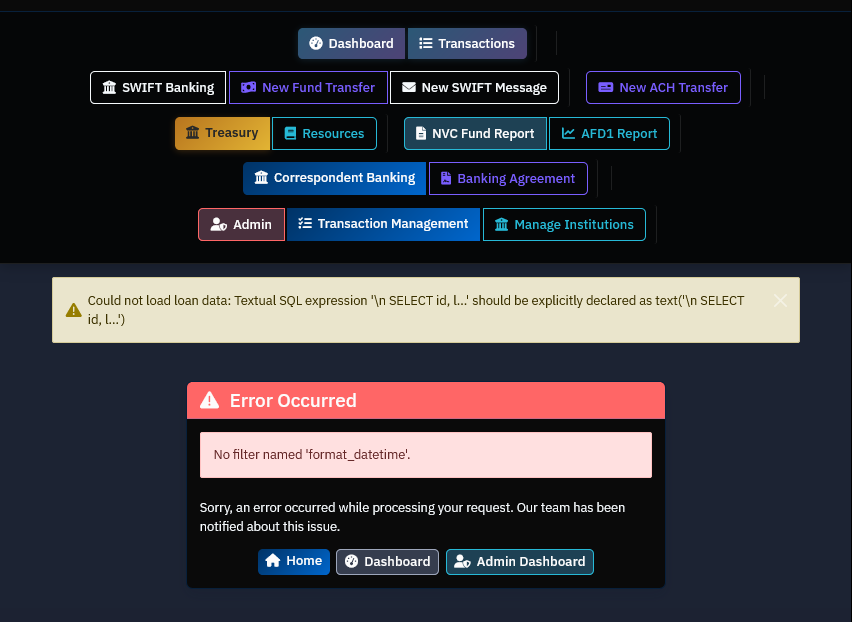 Dashboard Transactions
SWIFT Banking New Fund Transfer New SWIFT Message New ACH Transfer
Treasury Resources NVC Fund Report AFD1 Report
Correspondent Banking Banking Agreement
Admin Transaction Management Manage Institutions
Could not load loan data: Textual SQL expression '\n SELECT id, l...' should be explicitly declared as text('\n SELECT
id, l...')
Error Occurred
No filter named 'format_datetime'.
Sorry, an error occurred while processing your request. Our team has been
notified about this issue.
Home Dashboard Admin Dashboard